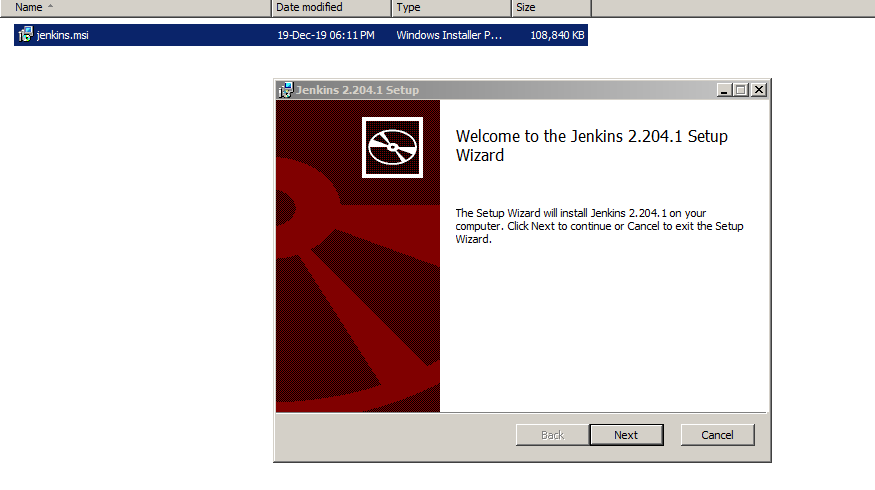 Name Date modified Type Size
jenkins.msi 19-Dec-19 06:11 PM Windows Installer P... 108,840 KB
Jenkins 2.204.1 Setup
Welcome to the Jenkins 2.204.1 Setup
Wizard
The Setup Wizard will install Jenkins 2.204.1 on your
computer. Click Next to continue or Cancel to exit the Setup
Wizard.
Back Next Cancel